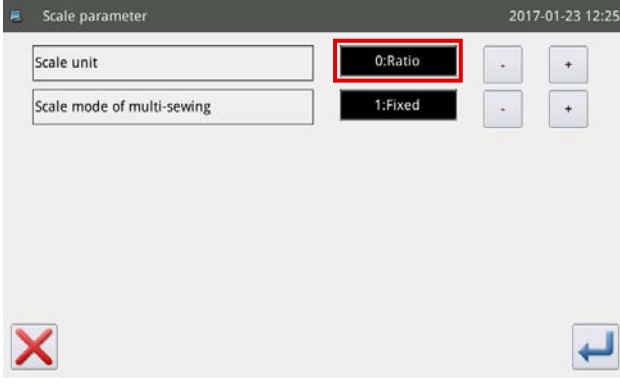 Scale parameter 2017-01-23 12:25
Scale unit 0:Ratio - +
Scale mode of multi-sewing 1:Fixed - +